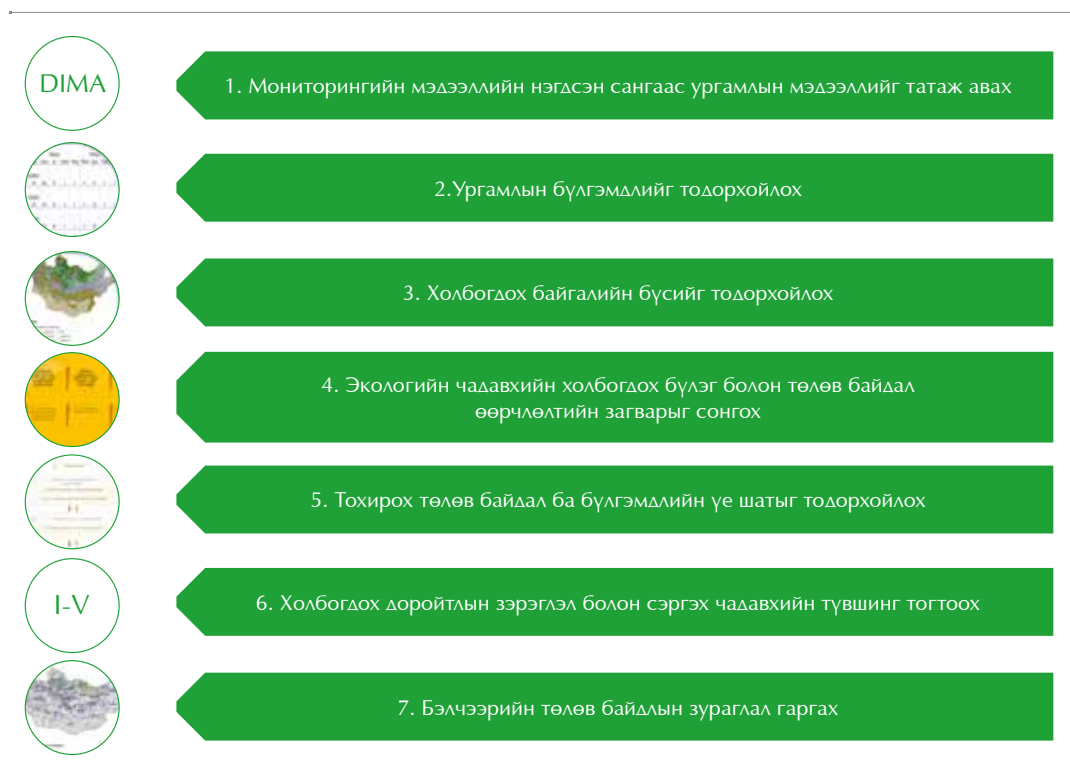 DIMA
1. Мониторингийн мэдээллийн нэгдсэн сангаас ургамлын мэдээллийг татаж авах
2.Ургамлын бүлгэмдлийг тодорхойлох
3. Холбогдох байгалийн бүсийг тодорхойлох
4. Экологийн чадавхийн холбогдох бүлэг болон төлөв байдал
өөрчлөлтийн загварыг сонгох
5. Тохирох төлөв байдал ба бүлгэмдлийн үе шатыг тодорхойлох
I-V
6. Холбогдох доройтлын зэрэглэл болон сэргэх чадавхийн түвшинг тогтоох
7. Бэлчээрийн төлөв байдлын зураглал гаргах